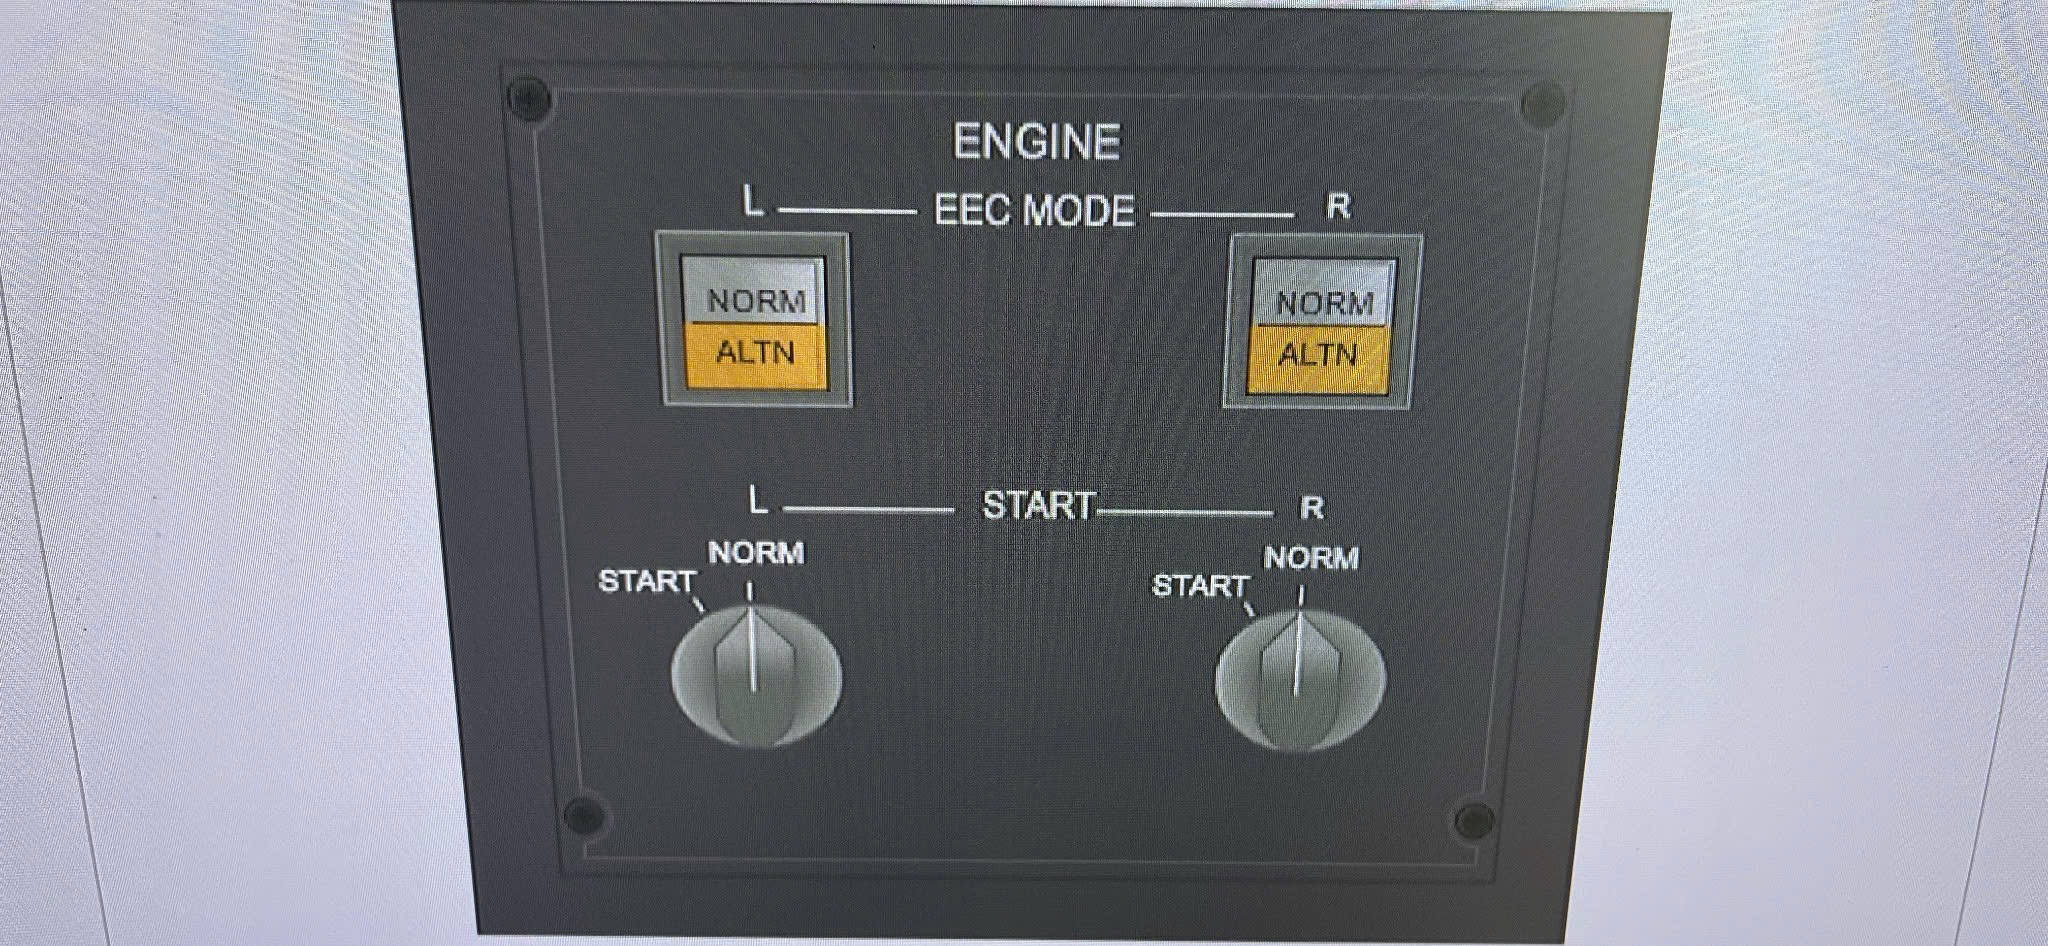 ENGINE
L EEC MODE R
NORM NORM
ALTN ALTN
L START R
NORM NORM
START START